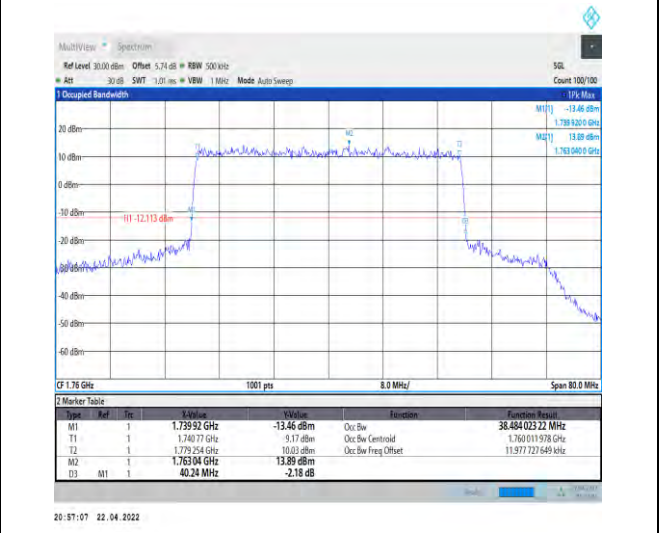 MultiView Spectrum
Ref Level 30.00 dBm Offset 5.74 dB RBW 500 kHz SGL
Att 30 dB SWT 1.01 ms VBW 1 MHz Mode Auto Sweep Count 100/100
1 Occupied Bandwidth 1Pk Max
M1[1] -13.46 dBm
1.739 920 0 GHz
M2[1] 13.89 dBm
1.763 040 0 GHz
20 dBm
M2
10 dBm
0 dBm
-10 dBm
M1
H1 -12.113 dBm
-20 dBm
-30 dBm
-40 dBm
-50 dBm
-60 dBm
CF 1.76 GHz 1001 pts 8.0 MHz/ Span 80.0 MHz
2 Marker Table
Type Ref Trc X-Value Y-Value Function Function Result
M1 1 1.739 92 GHz -13.46 dBm Occ Bw 38.484 023 22 MHz
T1 1 1.740 77 GHz -9.17 dBm Occ Bw Centroid 1.760 011 978 GHz
T2 1 1.779 254 GHz 10.03 dBm Occ Bw Freq Offset 11.977 727 649 kHz
M2 1 1.763 04 GHz 13.89 dBm
D3 M1 1 40.24 MHz -2.18 dB
20:57:07 22.04.2022